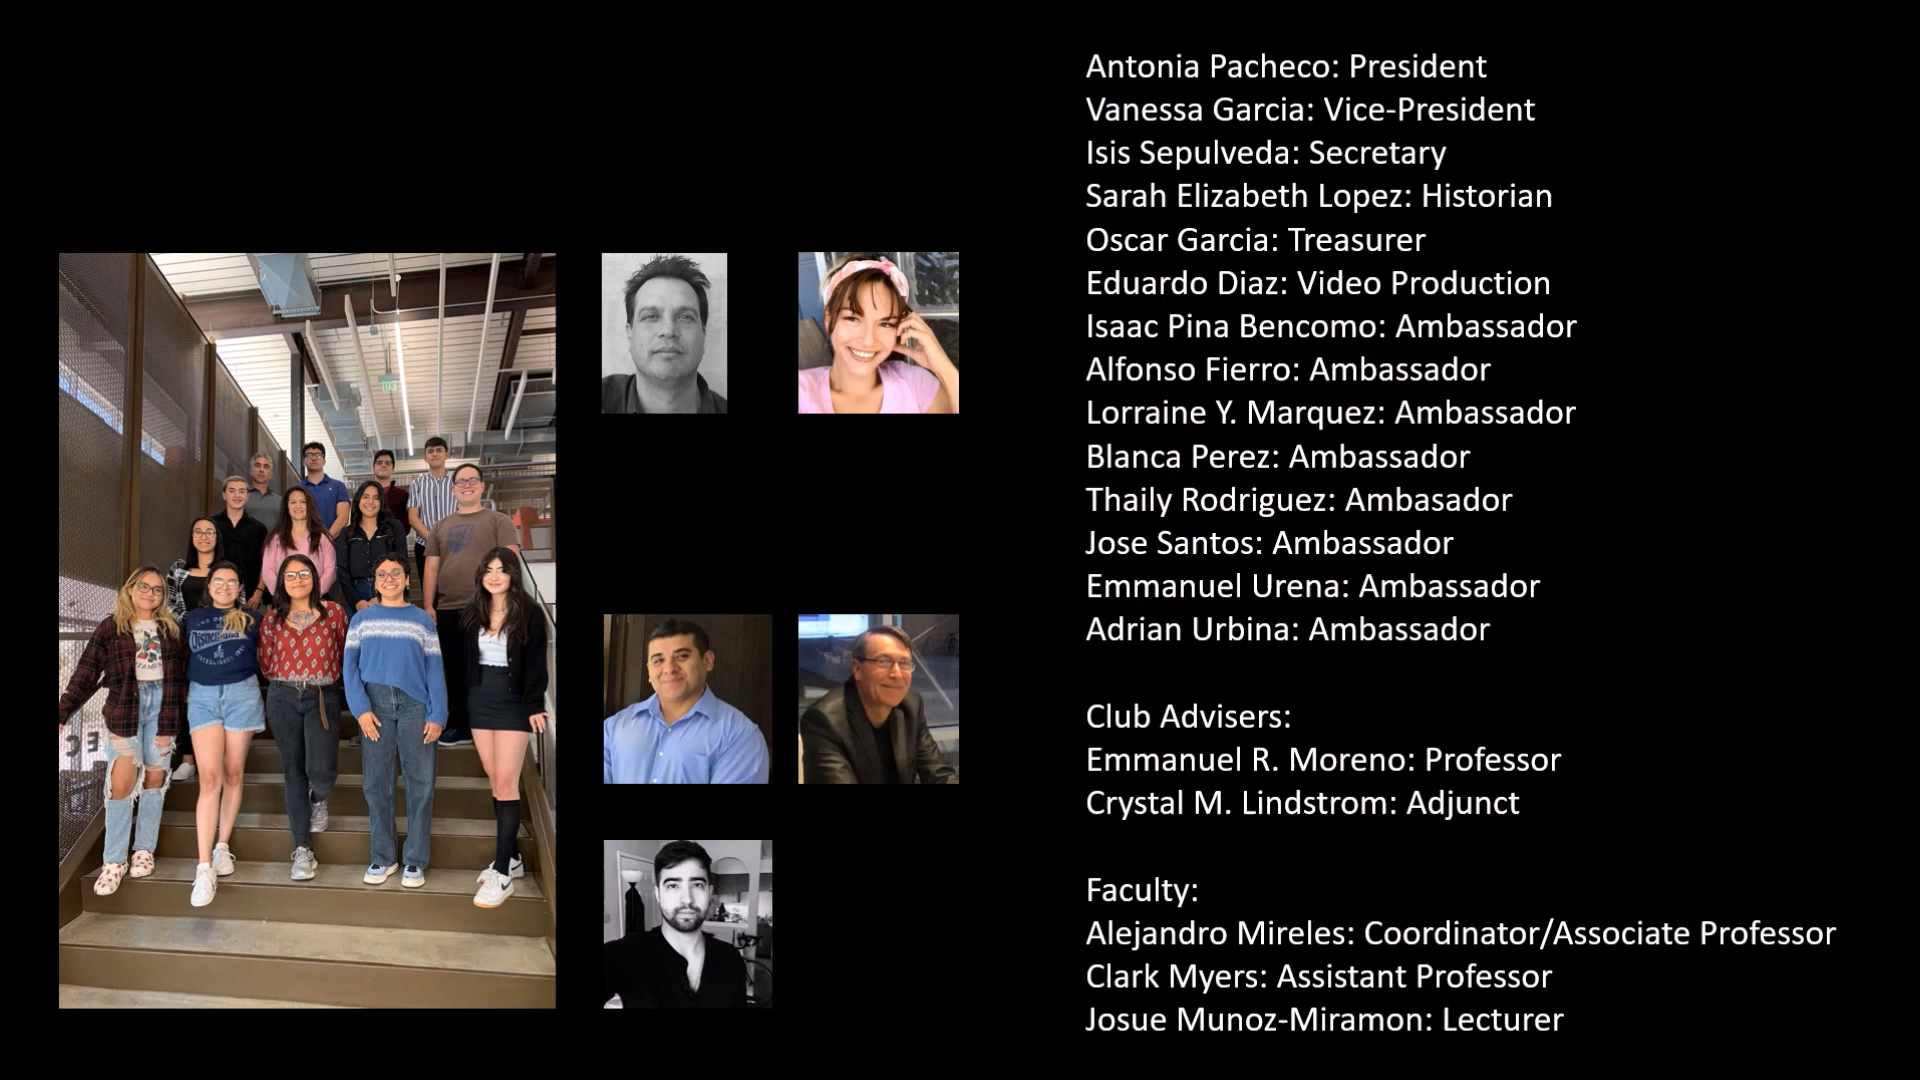 Antonia Pacheco: President
Vanessa Garcia: Vice-President
Isis Sepulveda: Secretary
Sarah Elizabeth Lopez: Historian
Oscar Garcia: Treasurer
Eduardo Diaz: Video Production
Isaac Pina Bencomo: Ambassador
Alfonso Fierro: Ambassador
Lorraine Y. Marquez: Ambassador
Blanca Perez: Ambassador
Thaily Rodriguez: Ambasador
Jose Santos: Ambassador
Emmanuel Urena: Ambassador
Adrian Urbina: Ambassador
Club Advisers:
Emmanuel R. Moreno: Professor
Crystal M. Lindstrom: Adjunct
Faculty:
Alejandro Mireles: Coordinator/Associate Professor
Clark Myers: Assistant Professor
Josue Munoz-Miramon: Lecturer